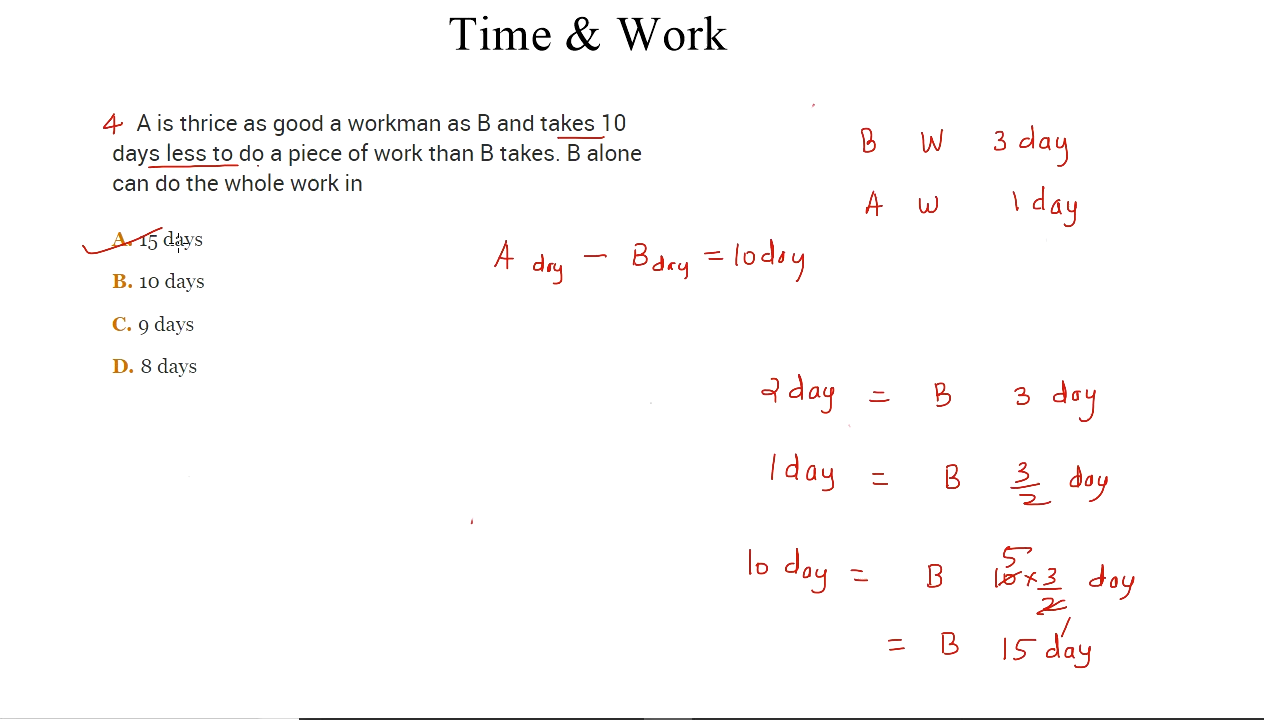 Time & Work
4 A is thrice as good a workman as B and takes 10
days less to do a piece of work than B takes. B alone
can do the whole work in
A. 15 days
B. 10 days
C. 9 days
D. 8 days
B W 3 day
A W 1 day
A day - B day = 10 day
2 day = B 3 day
1 day = B 3/2 day
10 day = B 10 × 3/2 day
5
= B 15 day